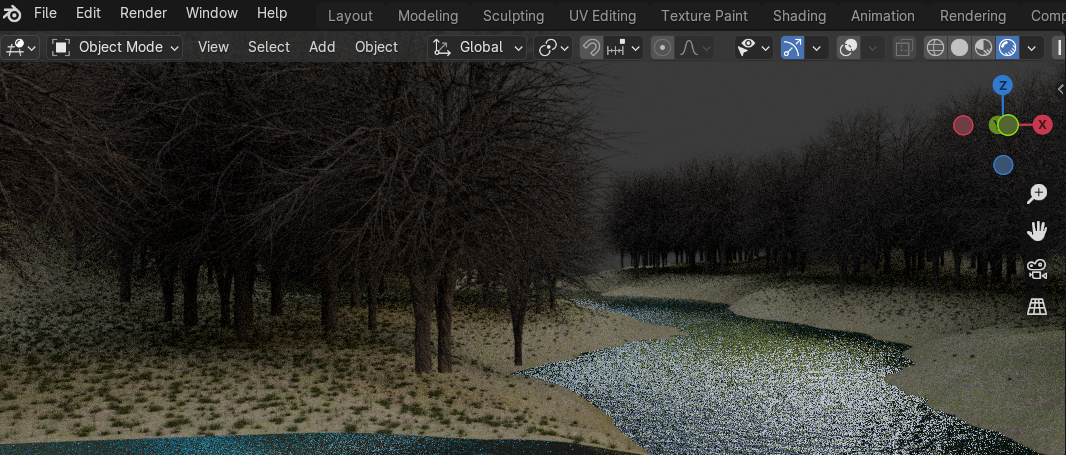 File Edit Render Window Help Layout Modeling Sculpting UV Editing Texture Paint Shading Animation Rendering Comp
Object Mode View Select Add Object Global
Z
X